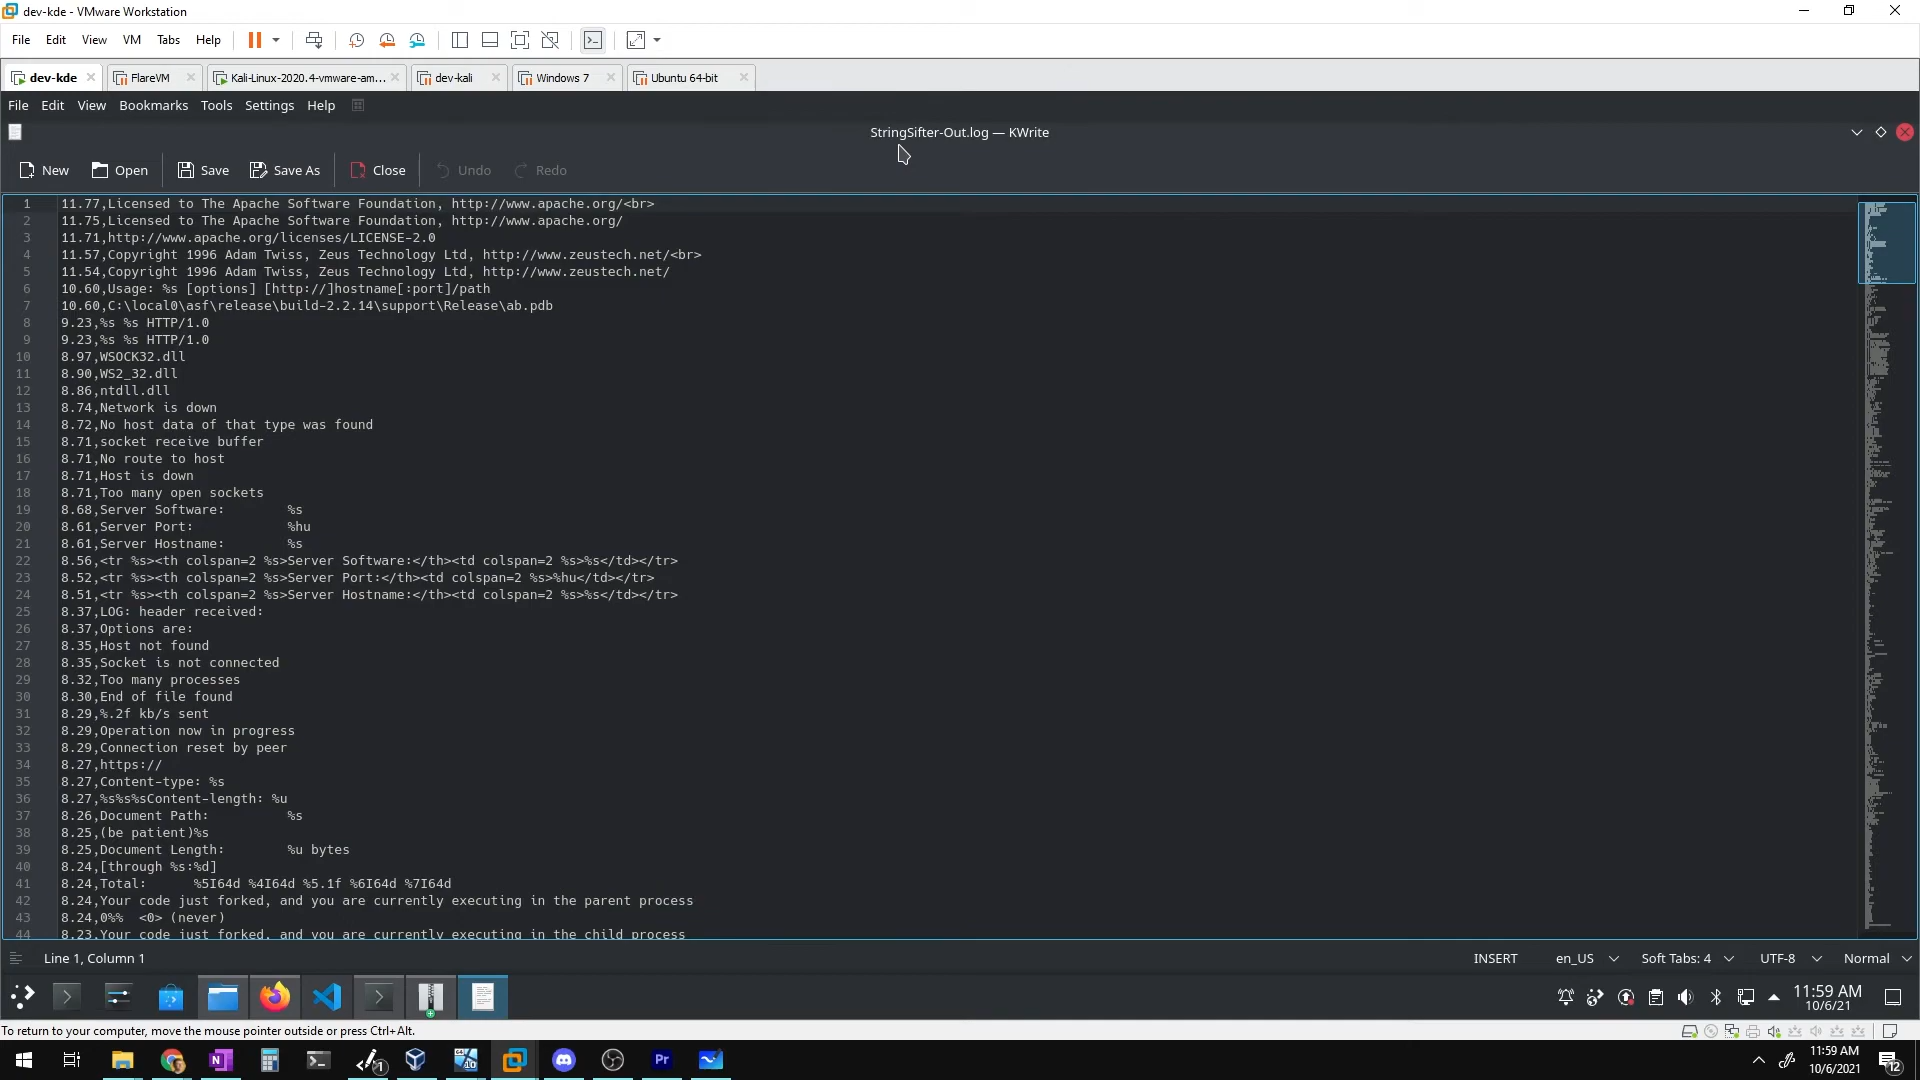 dev-kde - VMware Workstation
File Edit View VM Tabs Help
dev-kde FlareVM Kali-Linux-2020.4-vmware-am... dev-kali Windows 7 Ubuntu 64-bit
File Edit View Bookmarks Tools Settings Help
StringSifter-Out.log — KWrite
New Open Save Save As Close Undo Redo
1 11.77,Licensed to The Apache Software Foundation, http://www.apache.org/<br>
2 11.75,Licensed to The Apache Software Foundation, http://www.apache.org/
3 11.71,http://www.apache.org/licenses/LICENSE-2.0
4 11.57,Copyright 1996 Adam Twiss, Zeus Technology Ltd, http://www.zeustech.net/<br>
5 11.54,Copyright 1996 Adam Twiss, Zeus Technology Ltd, http://www.zeustech.net/
6 10.60,Usage: %s [options] [http://]hostname[:port]/path
7 10.60,C:\local0\asf\release\build-2.2.14\support\Release\ab.pdb
8 9.23,%s %s HTTP/1.0
9 9.23,%s %s HTTP/1.0
10 8.97,WSOCK32.dll
11 8.90,WS2_32.dll
12 8.86,ntdll.dll
13 8.74,Network is down
14 8.72,No host data of that type was found
15 8.71,socket receive buffer
16 8.71,No route to host
17 8.71,Host is down
18 8.71,Too many open sockets
19 8.68,Server Software:        %s
20 8.61,Server Port:            %hu
21 8.61,Server Hostname:        %s
22 8.56,<tr %s><th colspan=2 %s>Server Software:</th><td colspan=2 %s>%s</td></tr>
23 8.52,<tr %s><th colspan=2 %s>Server Port:</th><td colspan=2 %s>%hu</td></tr>
24 8.51,<tr %s><th colspan=2 %s>Server Hostname:</th><td colspan=2 %s>%s</td></tr>
25 8.37,LOG: header received:
26 8.37,Options are:
27 8.35,Host not found
28 8.35,Socket is not connected
29 8.32,Too many processes
30 8.30,End of file found
31 8.29,%.2f kb/s sent
32 8.29,Operation now in progress
33 8.29,Connection reset by peer
34 8.27,https://
35 8.27,Content-type: %s
36 8.27,%s%s%sContent-length: %u
37 8.26,Document Path:          %s
38 8.25,(be patient)%s
39 8.25,Document Length:        %u bytes
40 8.24,[through %s:%d]
41 8.24,Total:      %5I64d %4I64d %5.1f %6I64d %7I64d
42 8.24,Your code just forked, and you are currently executing in the parent process
43 8.24,0%%  <0> (never)
44 8.23,Your code just forked, and you are currently executing in the child process
Line 1, Column 1 INSERT en_US Soft Tabs: 4 UTF-8 Normal
11:59 AM
10/6/21
To return to your computer, move the mouse pointer outside or press Ctrl+Alt.
11:59 AM
10/6/2021
12